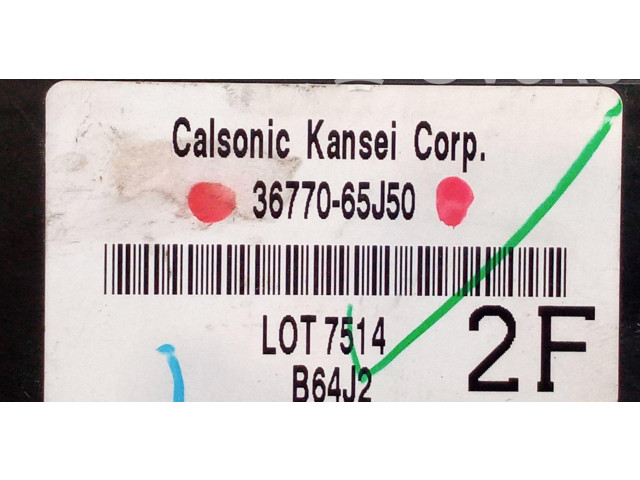 Calsonic Kansei Corp.
36770-65J50
LOT 7514
2F
B64J2